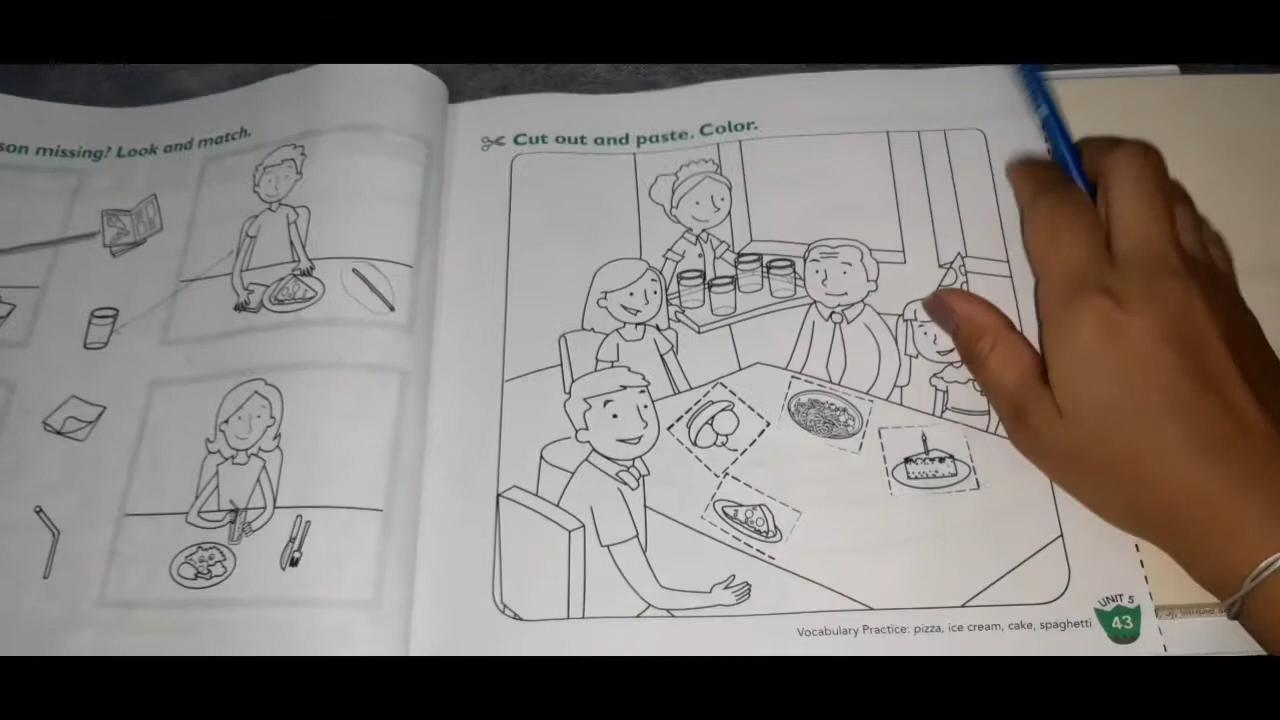 son missing? Look and match.
Cut out and paste. Color.
Vocabulary Practice: pizza, ice cream, cake, spaghetti
UNIT 5
43